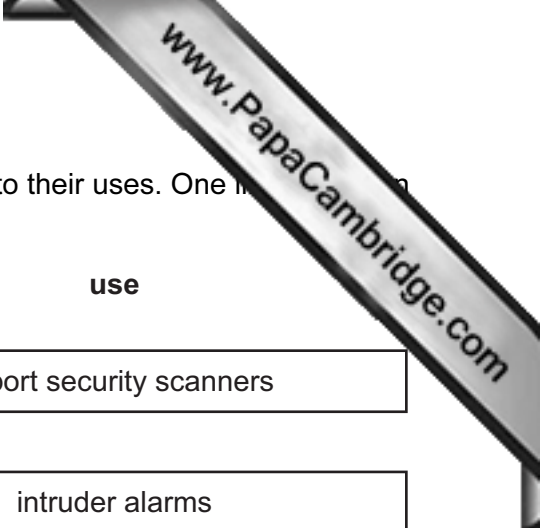 www.PapaCambridge.com
to their uses. One
use
port security scanners
intruder alarms